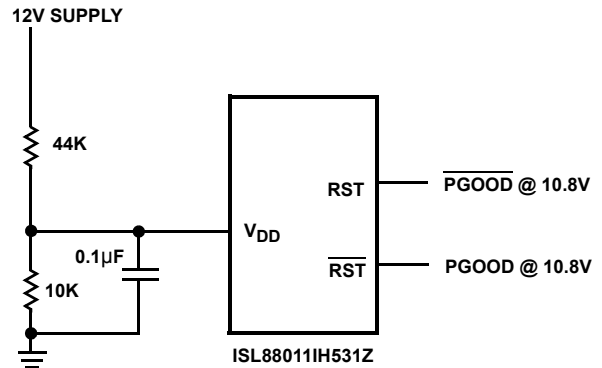 12V SUPPLY
44K
RST
PGOOD @ 10.8V
VDD
0.1µF
RST
PGOOD @ 10.8V
10K
ISL88011IH531Z